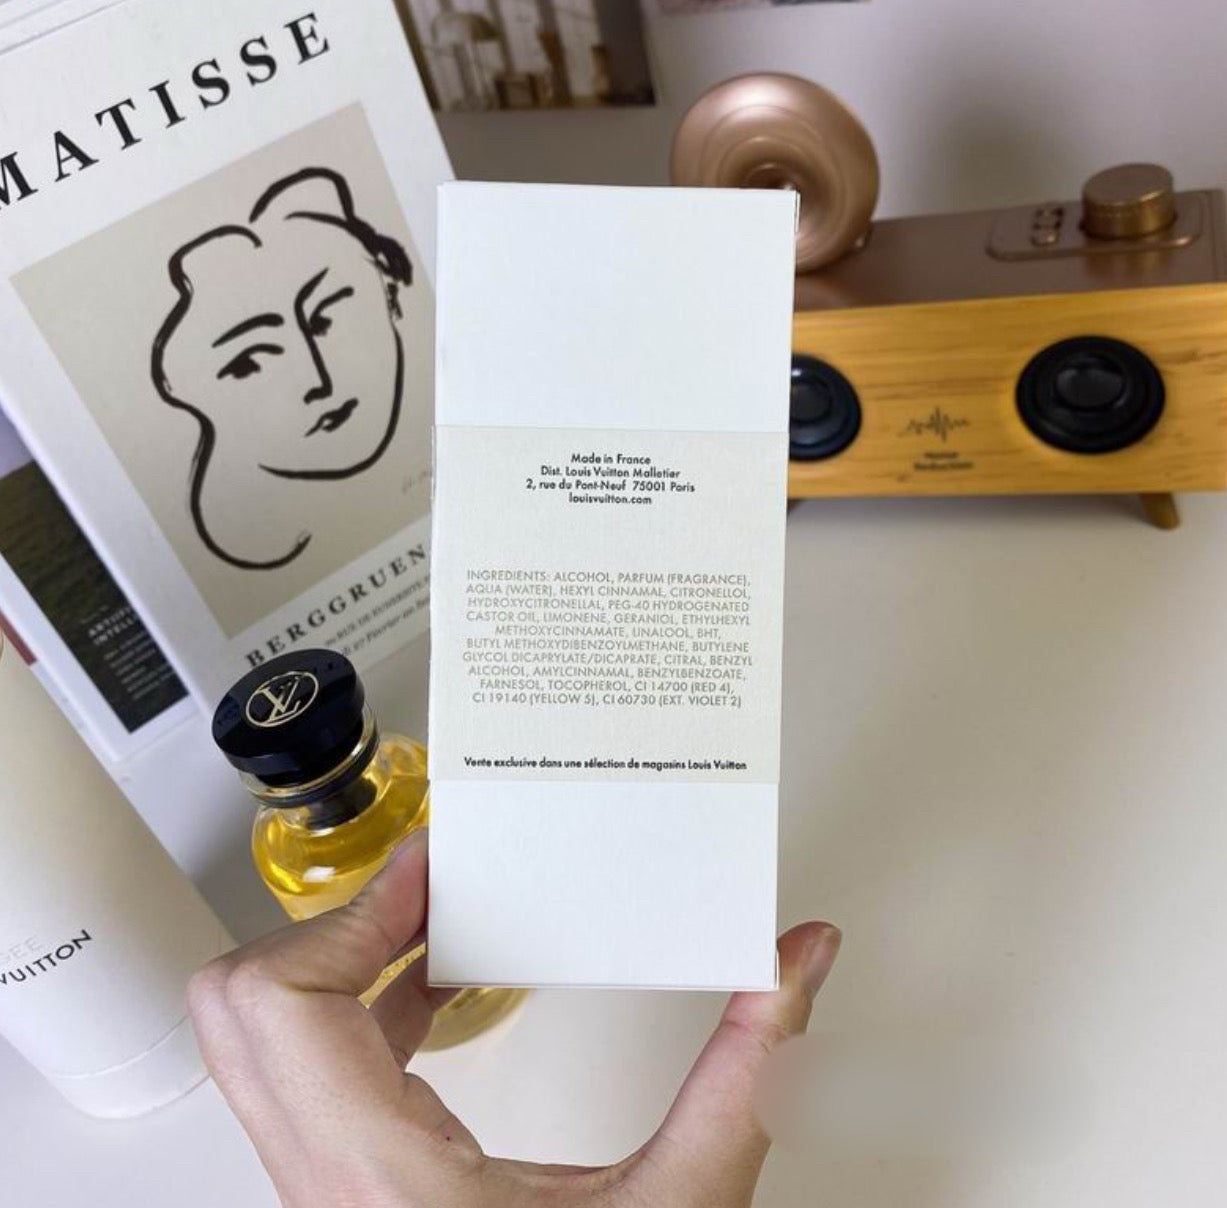 MATISSE
BERGGRUEN
VUITTON
LV
Made in France
Dist. Louis Vuitton Malletier
2, rue du Pont-Neuf 75001 Paris
louisvuitton.com
INGREDIENTS: ALCOHOL, PARFUM (FRAGRANCE),
AQUA (WATER), HEXYL CINNAMAL, CITRONELLOL,
HYDROXYCITRONELLAL, PEG-40 HYDROGENATED
CASTOR OIL, LIMONENE, GERANIOL, ETHYLHEXYL
METHOXYCINNAMATE, LINALOOL, BHT,
BUTYL METHOXYDIBENZOYLMETHANE, BUTYLENE
GLYCOL DICAPRYLATE/DICAPRATE, CITRAL, BENZYL
ALCOHOL, AMYLCINNAMAL, BENZYLBENZOATE,
FARNESOL, TOCOPHEROL, CI 14700 (RED 4),
CI 19140 (YELLOW 5), CI 60730 (EXT. VIOLET 2)
Vente exclusive dans une sélection de magasins Louis Vuitton